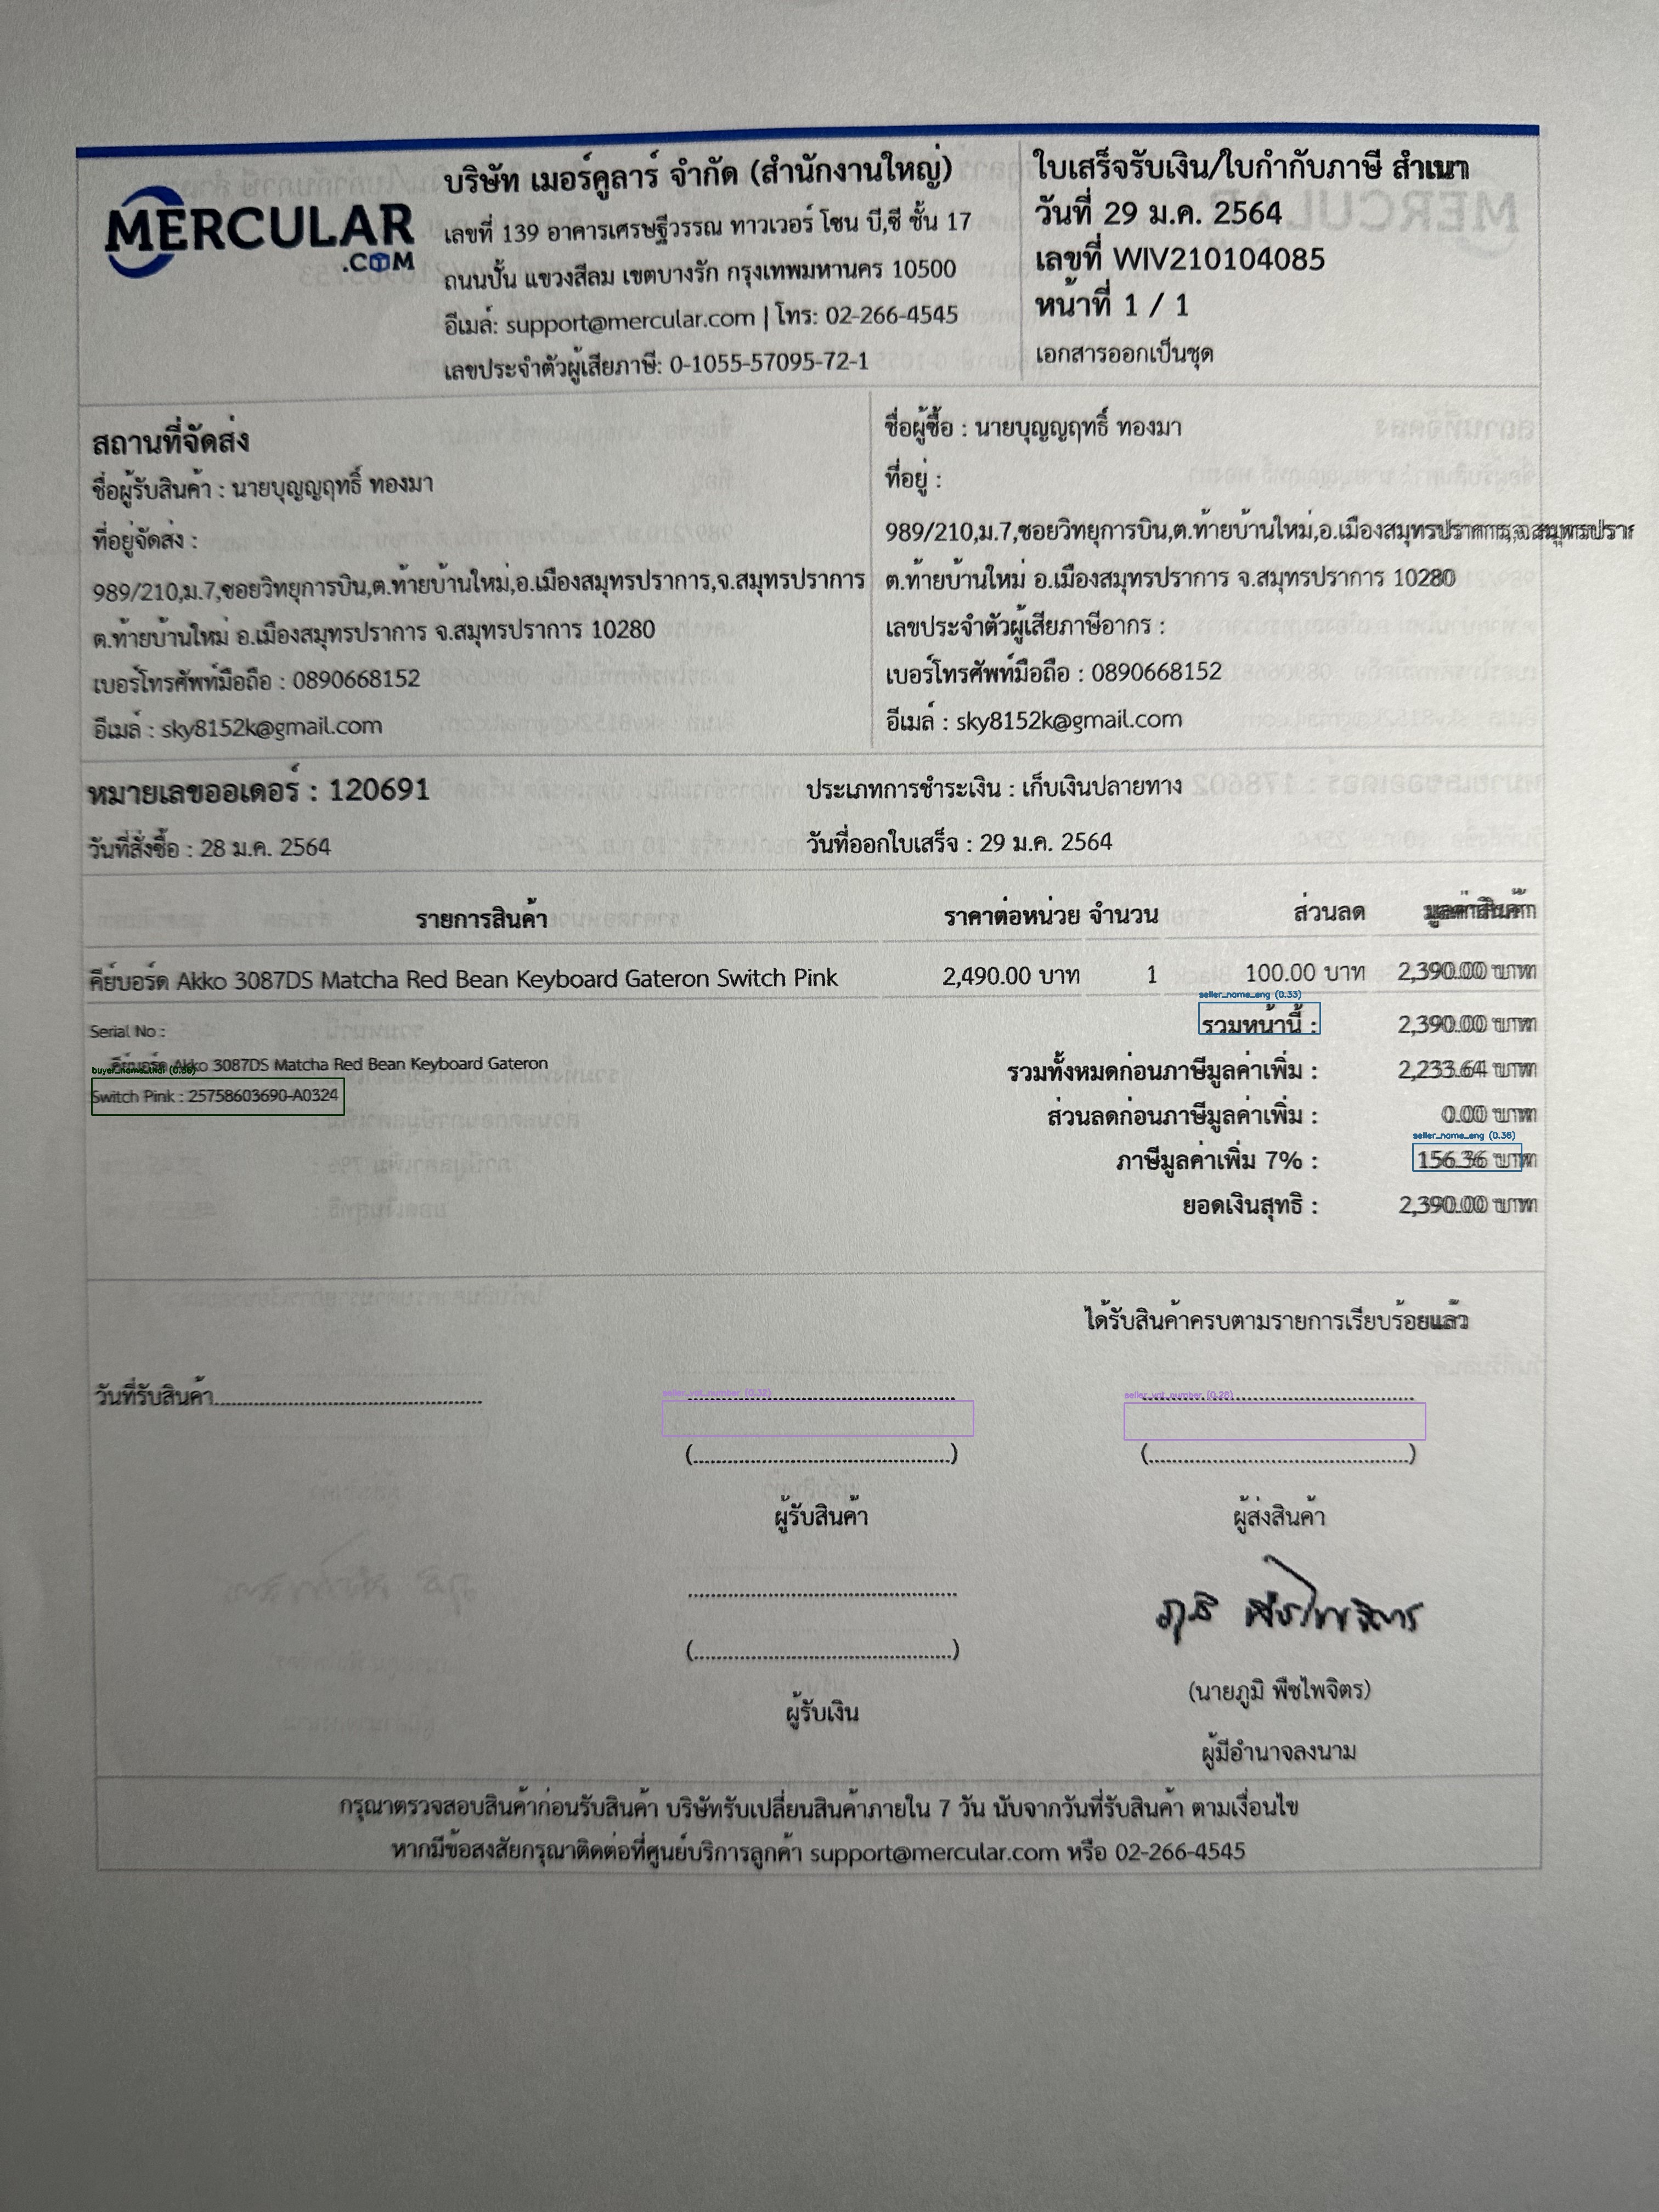 MERCULAR
.COM
บริษัท เมอร์คูลาร์ จำกัด (สำนักงานใหญ่)
เลขที่ 139 อาคารเศรษฐีวรรณ ทาวเวอร์ โซน บี,ซี ชั้น 17
ถนนปั้น แขวงสีลม เขตบางรัก กรุงเทพมหานคร 10500
อีเมล์: support@mercular.com | โทร: 02-266-4545
เลขประจำตัวผู้เสียภาษี: 0-1055-57095-72-1
ใบเสร็จรับเงิน/ใบกำกับภาษี สำเนา
วันที่ 29 ม.ค. 2564
เลขที่ WIV210104085
หน้าที่ 1 / 1
เอกสารออกเป็นชุด
สถานที่จัดส่ง
ชื่อผู้รับสินค้า : นายบุญญฤทธิ์ ทองมา
ที่อยู่จัดส่ง :
989/210,ม.7,ซอยวิทยุการบิน,ต.ท้ายบ้านใหม่,อ.เมืองสมุทรปราการ,จ.สมุทรปราการ
ต.ท้ายบ้านใหม่ อ.เมืองสมุทรปราการ จ.สมุทรปราการ 10280
เบอร์โทรศัพท์มือถือ : 0890668152
อีเมล์ : sky8152k@gmail.com
ชื่อผู้ซื้อ : นายบุญญฤทธิ์ ทองมา
ที่อยู่ :
989/210,ม.7,ซอยวิทยุการบิน,ต.ท้ายบ้านใหม่,อ.เมืองสมุทรปราการ,จ.สมุทรปรา
ต.ท้ายบ้านใหม่ อ.เมืองสมุทรปราการ จ.สมุทรปราการ 10280
เลขประจำตัวผู้เสียภาษีอากร :
เบอร์โทรศัพท์มือถือ : 0890668152
อีเมล์ : sky8152k@gmail.com
หมายเลขออเดอร์ : 120691 ประเภทการชำระเงิน : เก็บเงินปลายทาง
วันที่สั่งซื้อ : 28 ม.ค. 2564 วันที่ออกใบเสร็จ : 29 ม.ค. 2564
รายการสินค้า ราคาต่อหน่วย จำนวน ส่วนลด มูลค่าสินค้า
คีย์บอร์ด Akko 3087DS Matcha Red Bean Keyboard Gateron Switch Pink 2,490.00 บาท 1 100.00 บาท 2,390.00 บาท
seller_name_eng (0.33)
Serial No : รวมหน้านี้ : 2,390.00 บาท
คีย์บอร์ด Akko 3087DS Matcha Red Bean Keyboard Gateron
Switch Pink : 25758603690-A0324
รวมทั้งหมดก่อนภาษีมูลค่าเพิ่ม : 2,233.64 บาท
ส่วนลดก่อนภาษีมูลค่าเพิ่ม : 0.00 บาท
seller_name_eng (0.36)
ภาษีมูลค่าเพิ่ม 7% : 156.36 บาท
ยอดเงินสุทธิ : 2,390.00 บาท
ได้รับสินค้าครบตามรายการเรียบร้อยแล้ว
วันที่รับสินค้า............................................
seller_vat_number (0.32) seller_vat_number (0.28)
(............................................) (............................................)
ผู้รับสินค้า ผู้ส่งสินค้า
(............................................)
ผู้รับเงิน
(นายภูมิ พืชไพจิตร)
ผู้มีอำนาจลงนาม
กรุณาตรวจสอบสินค้าก่อนรับสินค้า บริษัทรับเปลี่ยนสินค้าภายใน 7 วัน นับจากวันที่รับสินค้า ตามเงื่อนไข
หากมีข้อสงสัยกรุณาติดต่อที่ศูนย์บริการลูกค้า support@mercular.com หรือ 02-266-4545